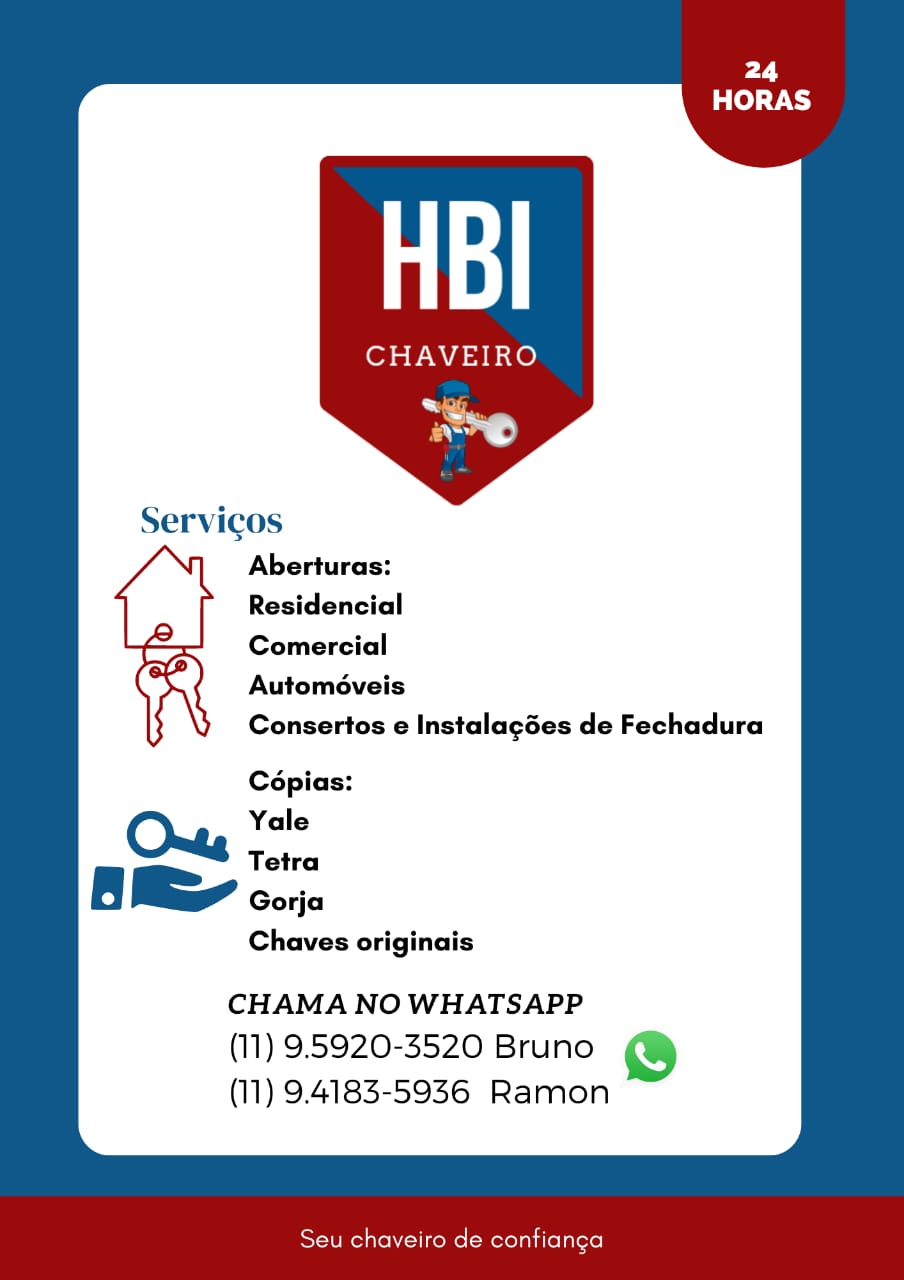 24
HORAS
HBI
CHAVEIRO
Serviços
Aberturas:
Residencial
Comercial
Automóveis
Consertos e Instalações de Fechadura
Cópias:
Yale
Tetra
Gorja
Chaves originais
CHAMA NO WHATSAPP
(11) 9.5920-3520 Bruno
(11) 9.4183-5936 Ramon
Seu chaveiro de confiança